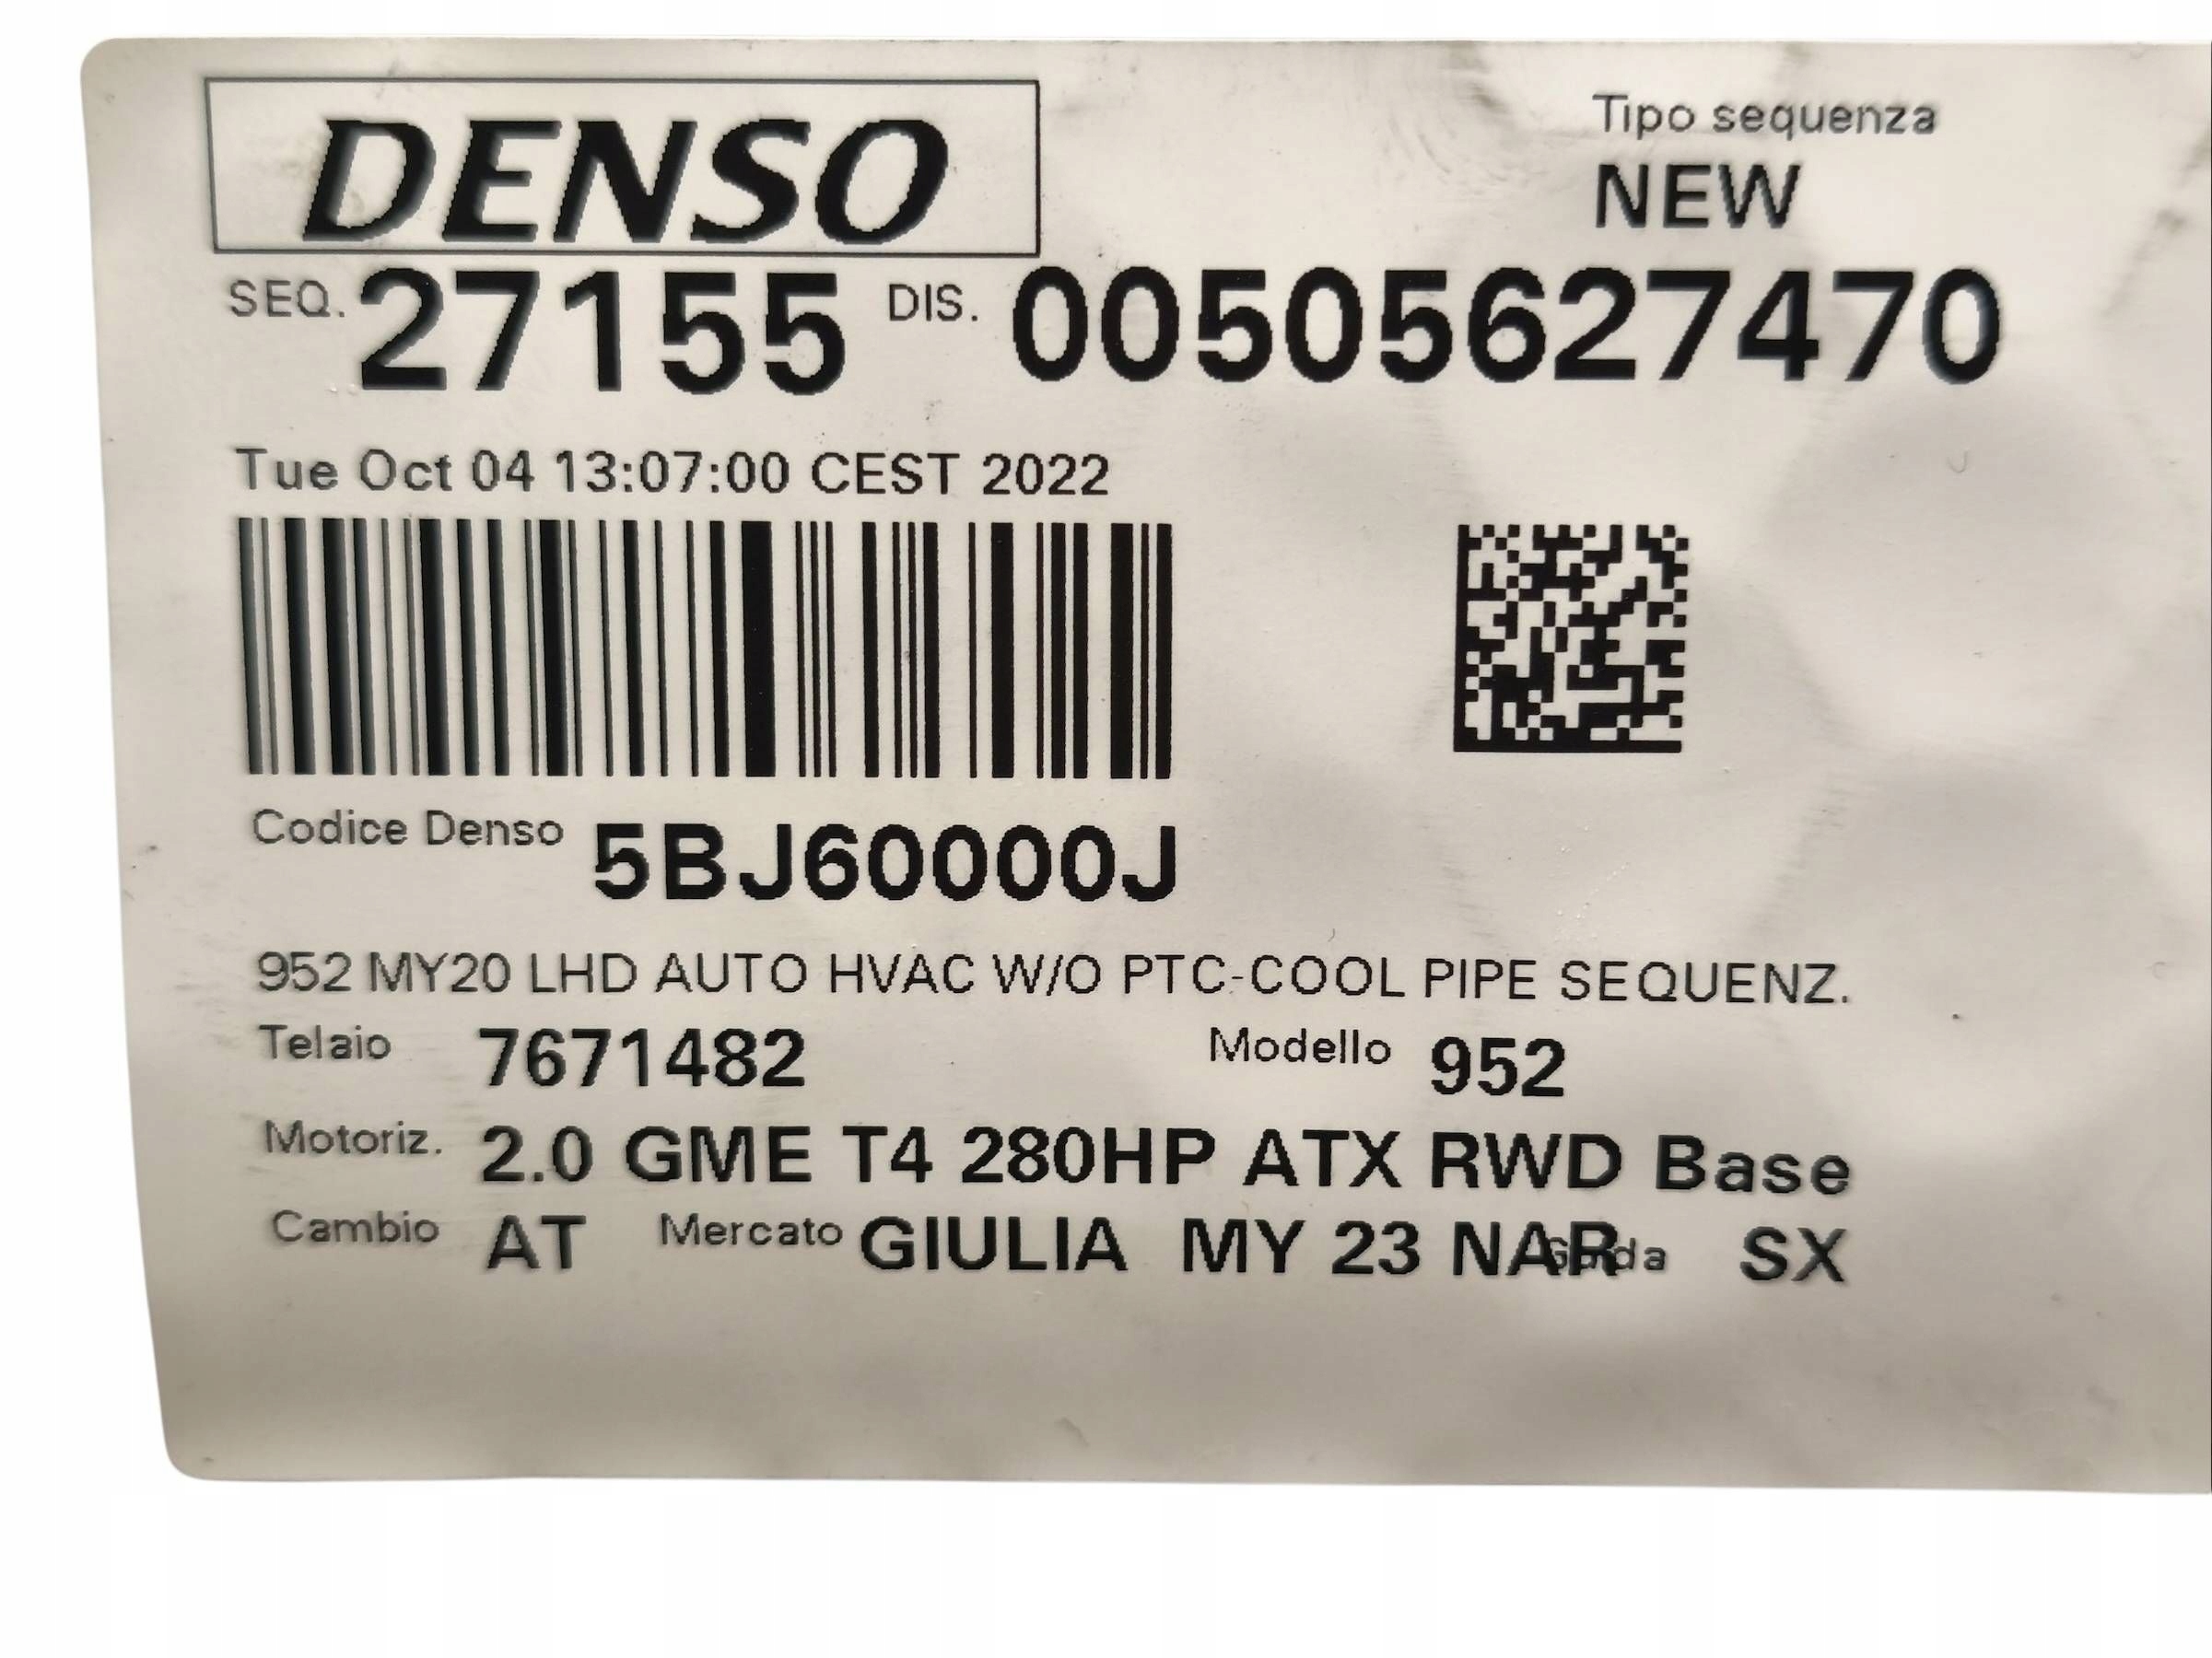 DENSO
Tipo sequenza
NEW
SEQ. 27155 DIS. 00505627470
Tue Oct 04 13:07:00 CEST 2022
Codice Denso 5BJ60000J
952 MY20 LHD AUTO HVAC W/O PTC-COOL PIPE SEQUENZ.
Telaio 7671482 Modello 952
Motoriz. 2.0 GME T4 280HP ATX RWD Base
Cambio AT Mercato GIULIA MY 23 NAR SX